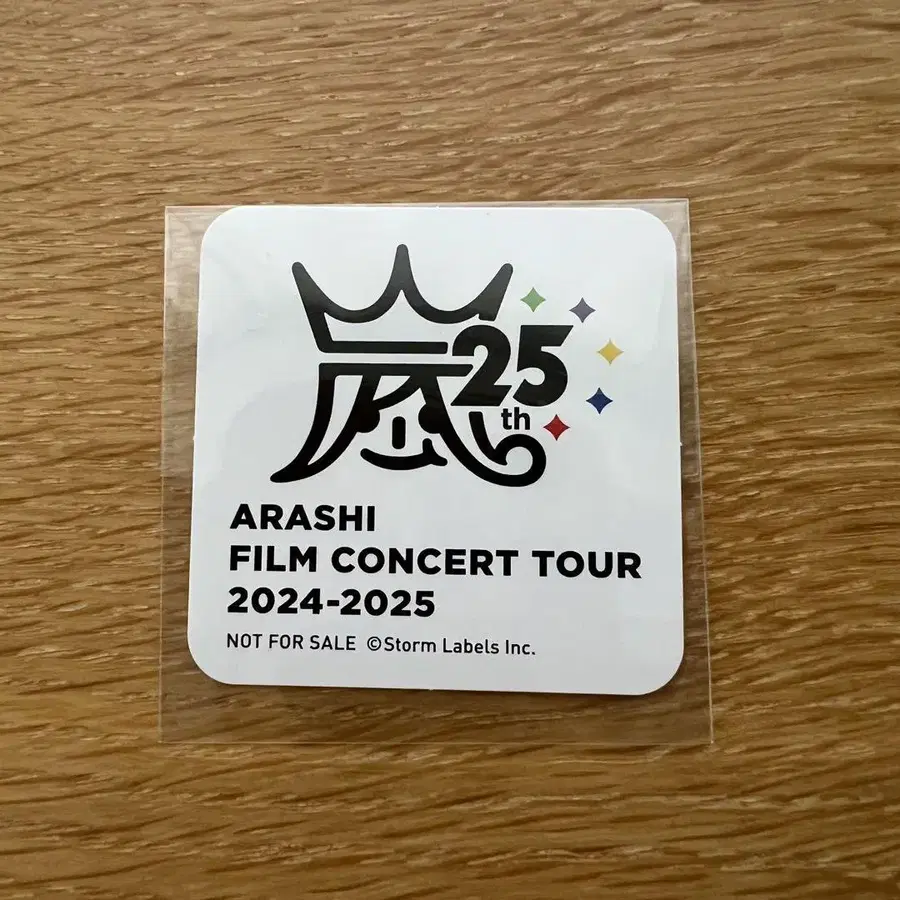 嵐 25th
ARASHI
FILM CONCERT TOUR
2024-2025
NOT FOR SALE ©Storm Labels Inc.